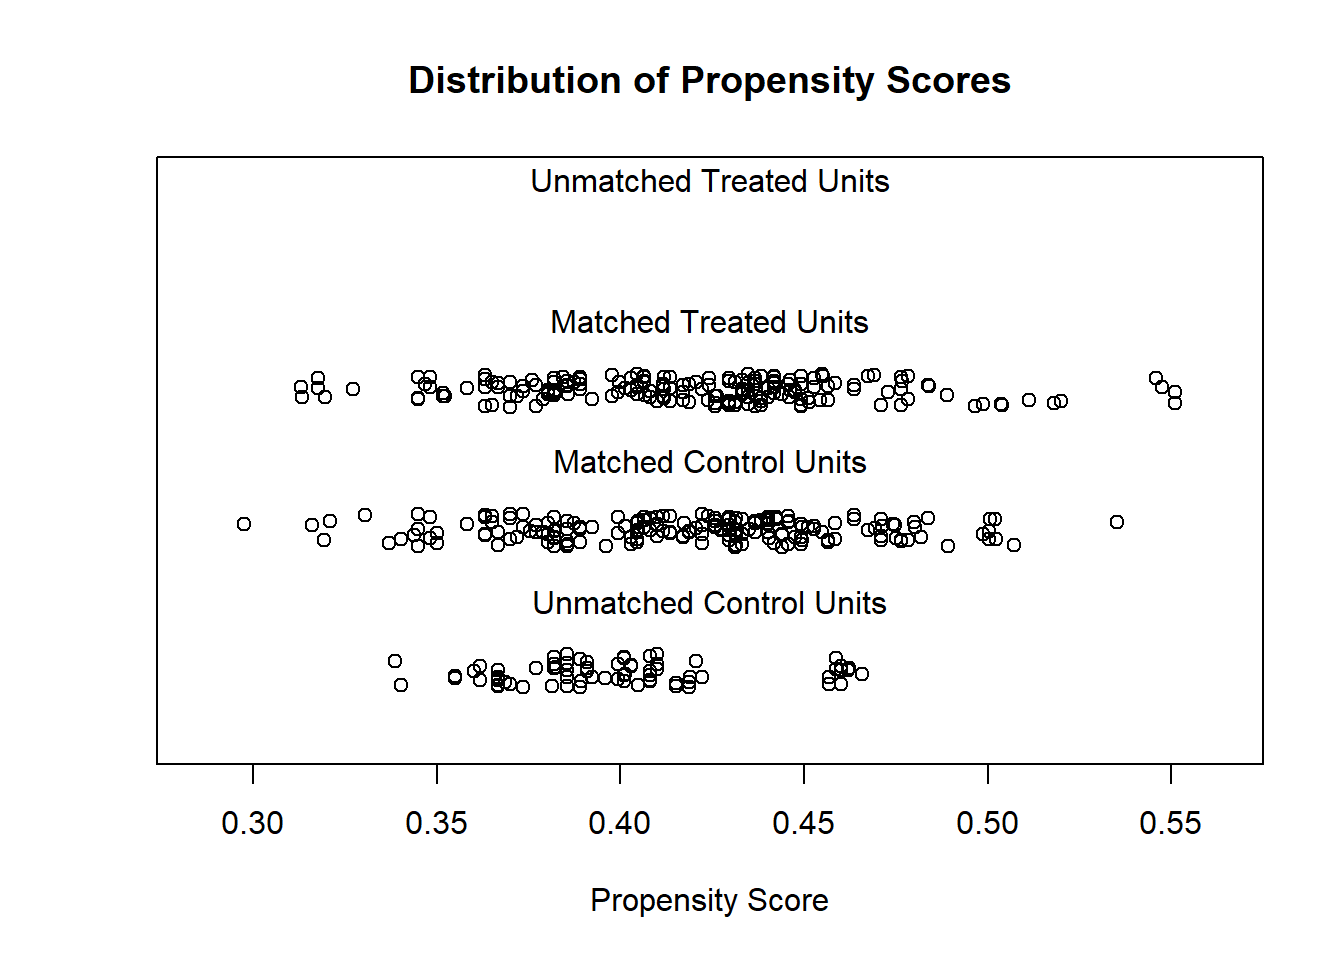 Distribution of Propensity Scores
Unmatched Treated Units
Matched Treated Units
Matched Control Units
Unmatched Control Units
0.30 0.35 0.40 0.45 0.50 0.55
Propensity Score